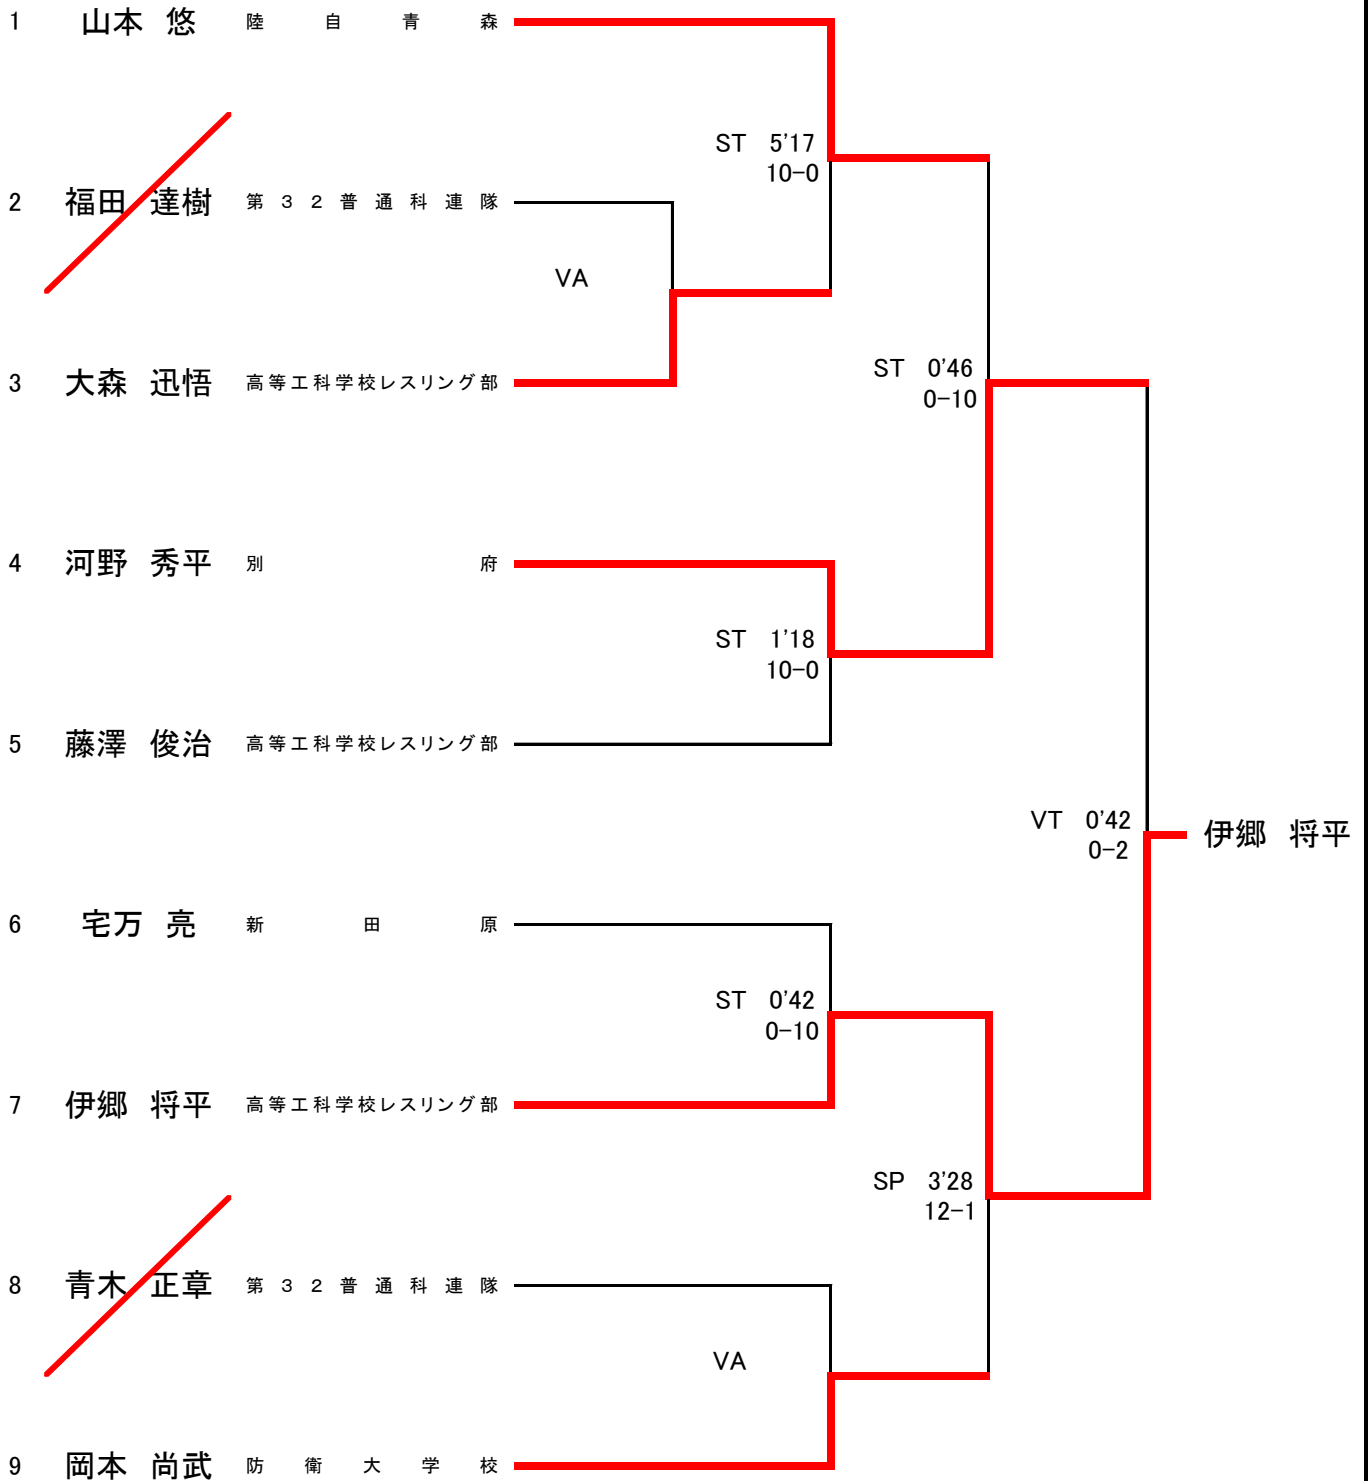 1 山本 悠 陸自青森
ST 5'17
10-0
2 福田 達樹 第32普通科連隊
VA
3 大森 迅悟 高等工科学校レスリング部
ST 0'46
0-10
4 河野 秀平 別府
ST 1'18
10-0
5 藤澤 俊治 高等工科学校レスリング部
VT 0'42
0-2
伊郷 将平
6 宅万 亮 新田原
ST 0'42
0-10
7 伊郷 将平 高等工科学校レスリング部
SP 3'28
12-1
8 青木 正章 第32普通科連隊
VA
9 岡本 尚武 防衛大学校